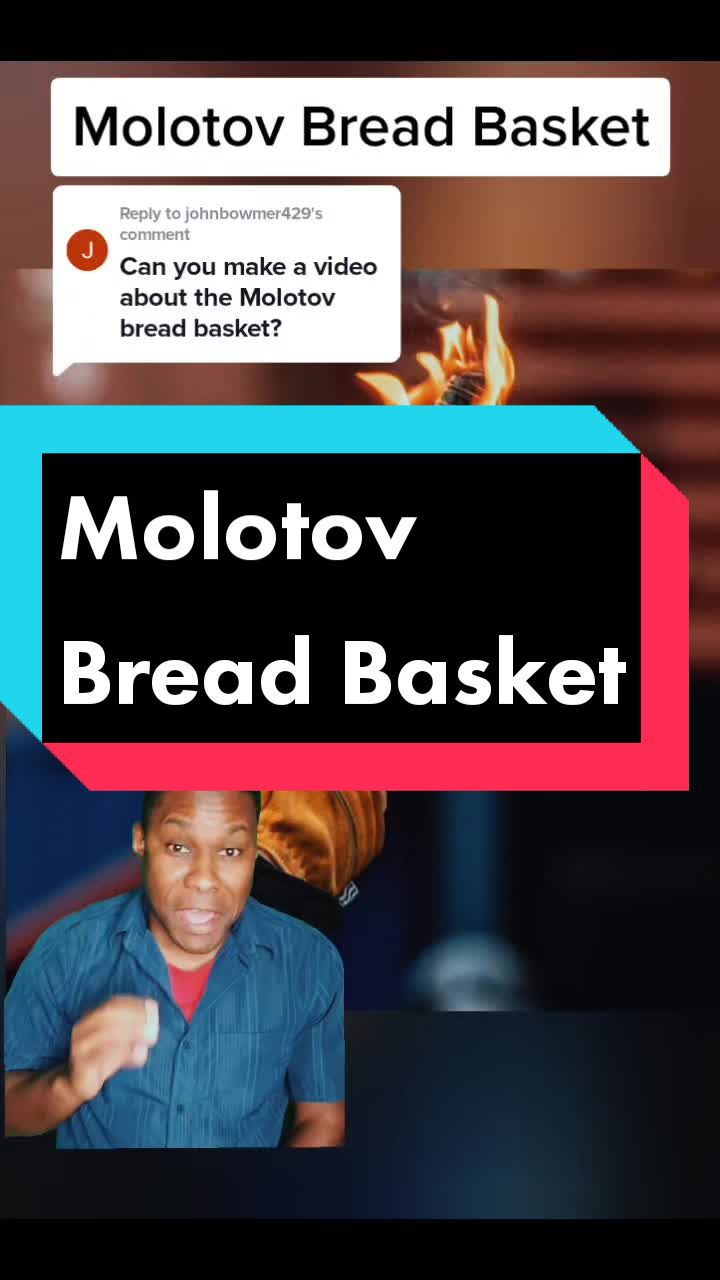 Molotov Bread Basket
Reply to johnbowmer429's
comment
J
Can you make a video
about the Molotov
bread basket?
Molotov
Bread Basket